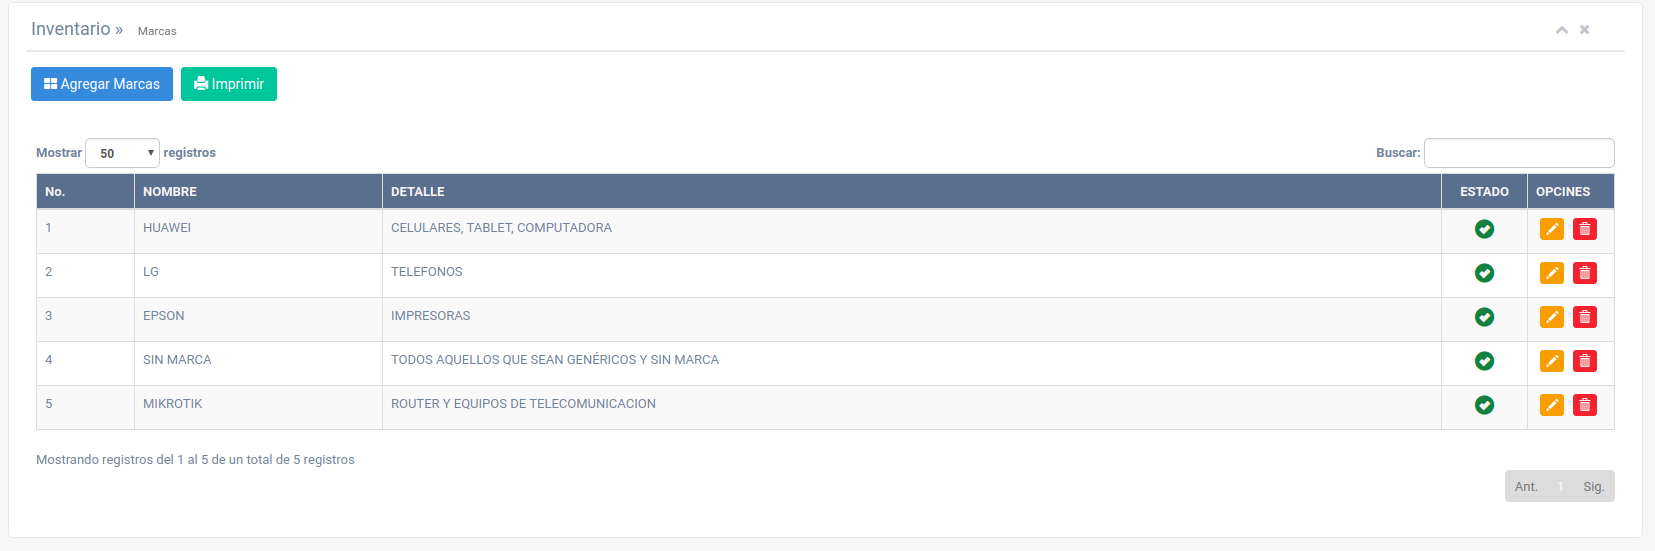 Inventario » Marcas
Agregar Marcas Imprimir
Mostrar 50 registros Buscar:
No. NOMBRE DETALLE ESTADO OPCINES
1 HUAWEI CELULARES, TABLET, COMPUTADORA
2 LG TELEFONOS
3 EPSON IMPRESORAS
4 SIN MARCA TODOS AQUELLOS QUE SEAN GENÉRICOS Y SIN MARCA
5 MIKROTIK ROUTER Y EQUIPOS DE TELECOMUNICACION
Mostrando registros del 1 al 5 de un total de 5 registros
Ant. 1 Sig.